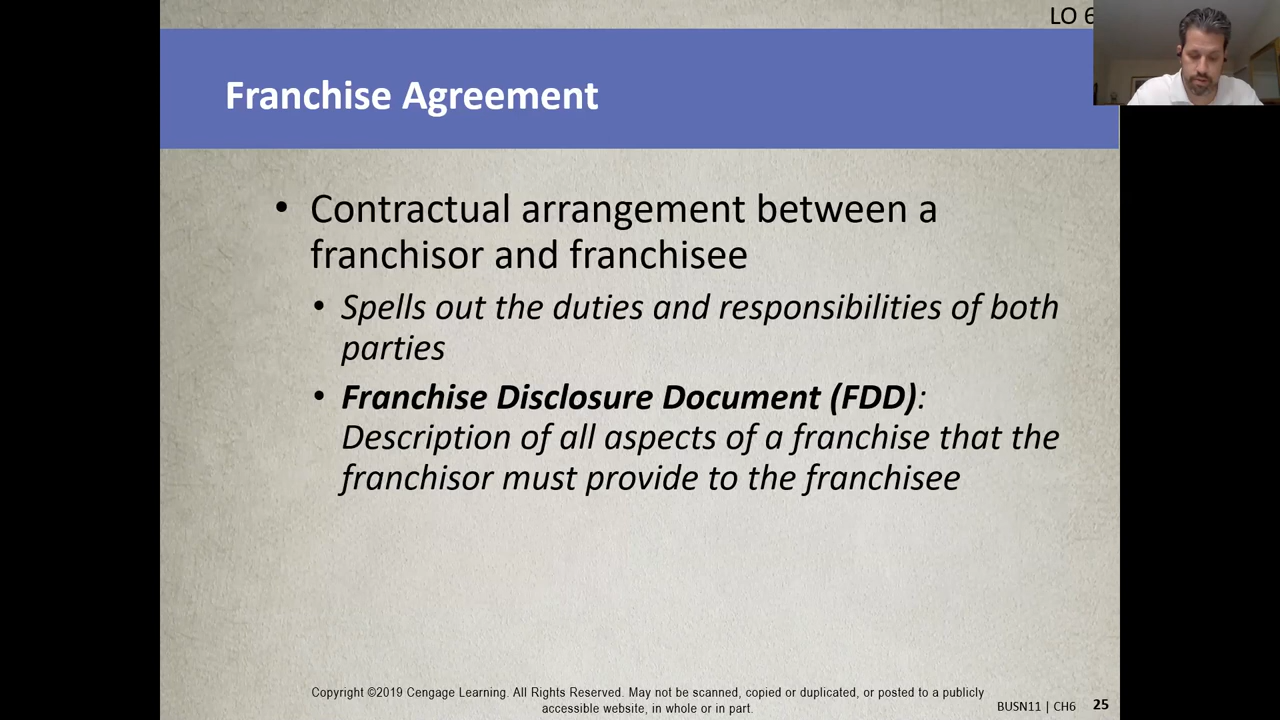 LO 6
Franchise Agreement
• Contractual arrangement between a
franchisor and franchisee
• Spells out the duties and responsibilities of both
parties
• Franchise Disclosure Document (FDD):
Description of all aspects of a franchise that the
franchisor must provide to the franchisee
Copyright ©2019 Cengage Learning. All Rights Reserved. May not be scanned, copied or duplicated, or posted to a publicly
accessible website, in whole or in part.
BUSN11 | CH6 25